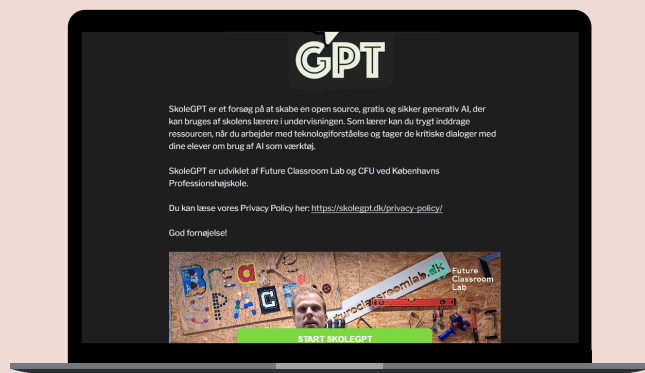 GPT
SkoleGPT er et forsøg på at skabe en open source, gratis og sikker generativ AI, der
kan bruges af skolens lærere i undervisningen. Som lærer kan du trygt inddrage
ressourcen, når du arbejder med teknologiforståelse og tager de kritiske dialoger med
dine elever om brug af AI som værktøj.
SkoleGPT er udviklet af Future Classroom Lab og CFU ved Københavns
Professionshøjskole.
Du kan læse vores Privacy Policy her: https://skolegpt.dk/privacy-policy/
God fornøjelse!
Break
SPACE
futureclassroomlab.dk
Future
Classroom
Lab
START SKOLEGPT